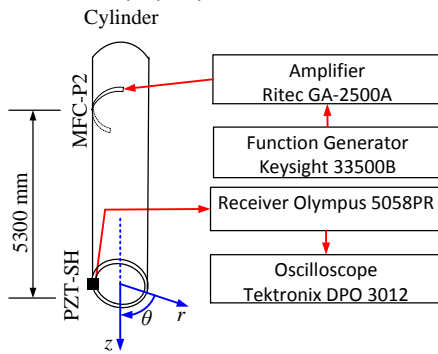 Cylinder
MFC-P2
5300 mm
PZT-SH
Amplifier
Ritec GA-2500A
Function Generator
Keysight 33500B
Receiver Olympus 5058PR
Oscilloscope
Tektronix DPO 3012
θ
r
z